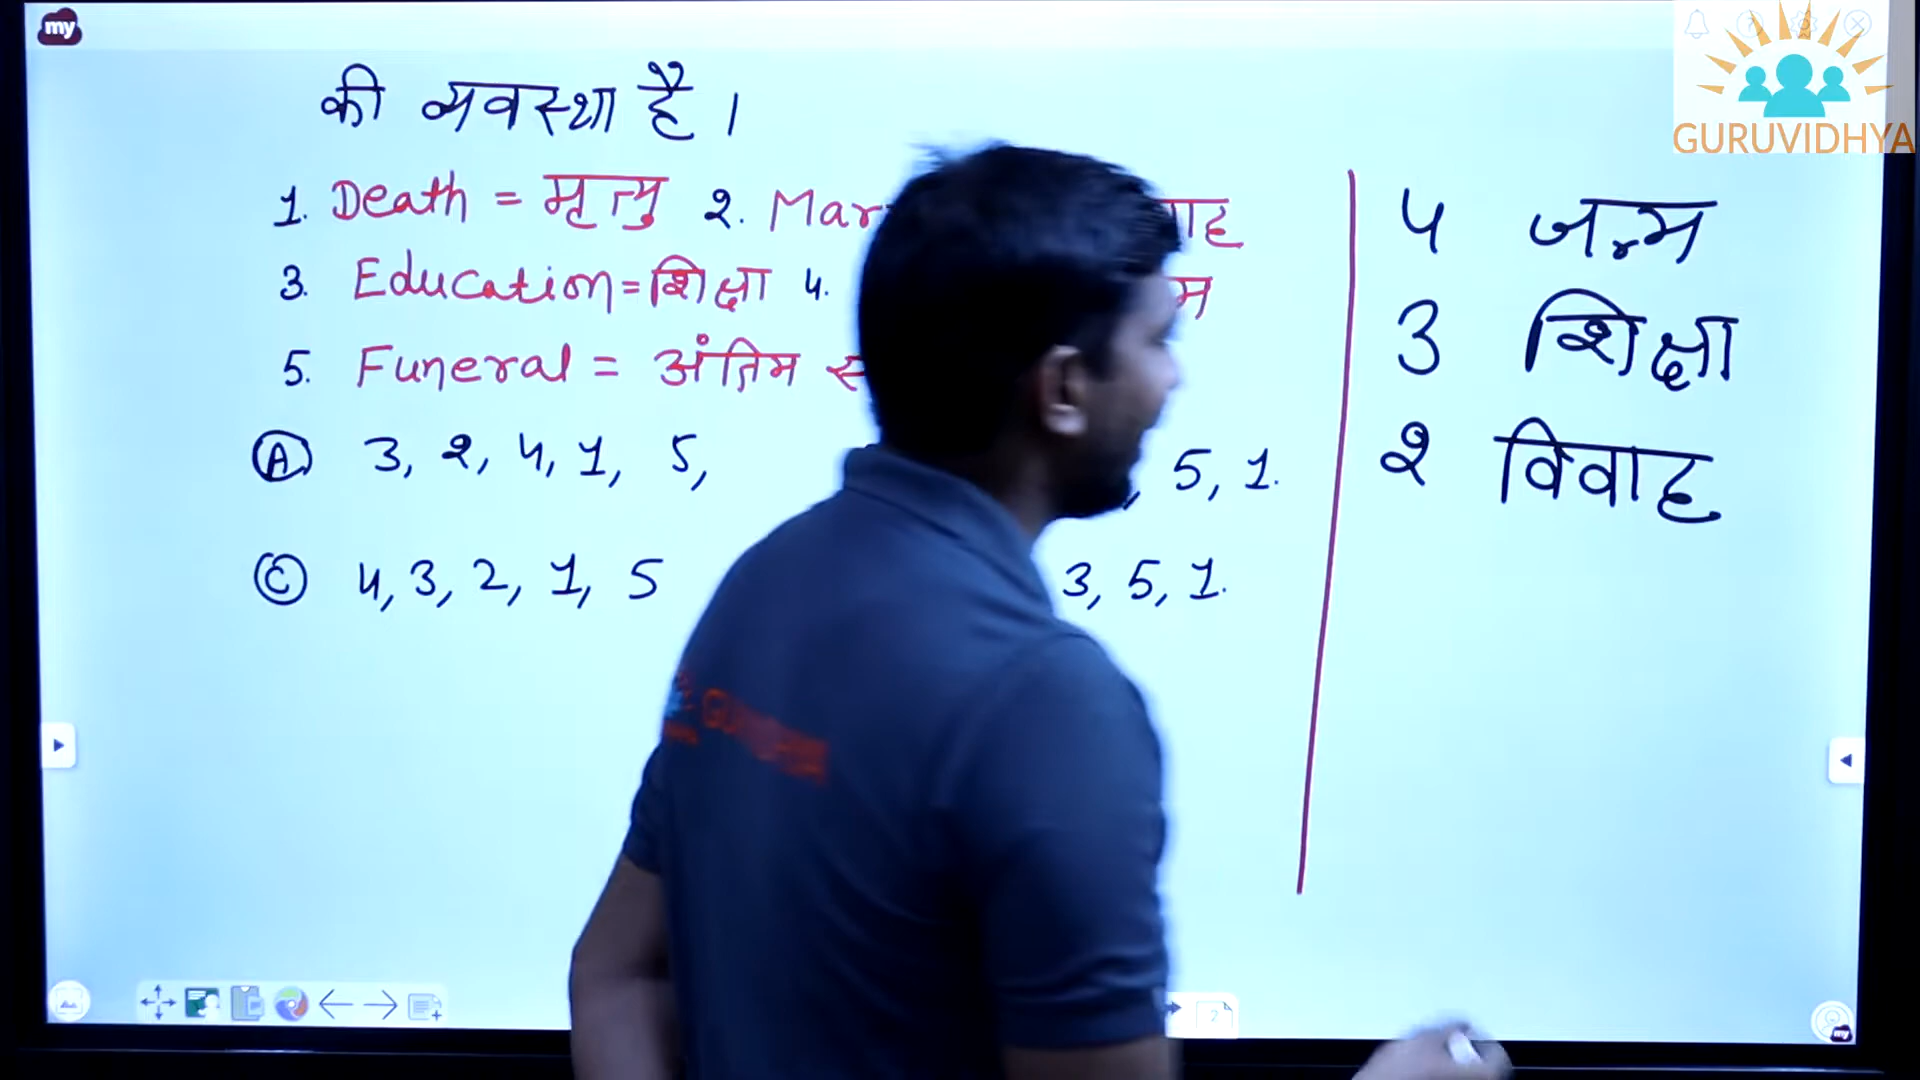 my
GURUVIDHYA
की व्यवस्था है ।
1. Death = मृत्यु 2.
3. Education = शिक्षा 4.
5. Funeral = अंतिम
A 3, 2, 4, 1, 5, 5, 1.
C 4, 3, 2, 1, 5 3, 5, 1.
4 जन्म
3 शिक्षा
2 विवाह